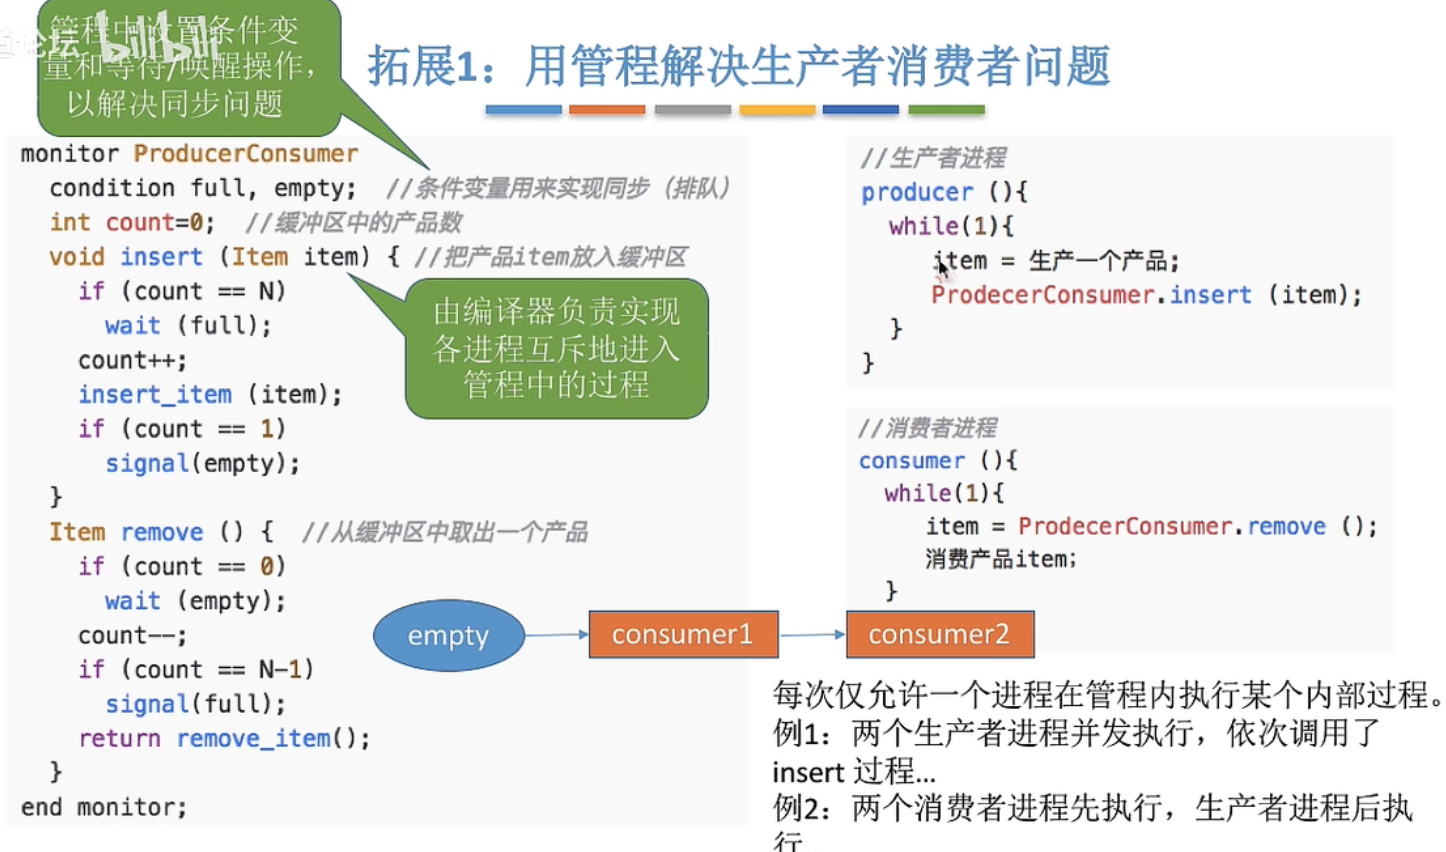 管程中设置条件变
量和等待/唤醒操作，
以解决同步问题
论坛
bilibili
拓展1：用管程解决生产者消费者问题
monitor ProducerConsumer
condition full, empty; //条件变量用来实现同步（排队）
int count=0; //缓冲区中的产品数
void insert (Item item) { //把产品item放入缓冲区
if (count == N)
wait (full);
count++;
insert_item (item);
if (count == 1)
signal(empty);
}
Item remove () { //从缓冲区中取出一个产品
if (count == 0)
wait (empty);
count--;
if (count == N-1)
signal(full);
return remove_item();
}
end monitor;
由编译器负责实现
各进程互斥地进入
管程中的过程
empty
consumer1
consumer2
//生产者进程
producer (){
while(1){
item = 生产一个产品;
ProdecerConsumer.insert (item);
}
}
//消费者进程
consumer (){
while(1){
item = ProdecerConsumer.remove ();
消费产品item;
}
每次仅允许一个进程在管程内执行某个内部过程。
例1：两个生产者进程并发执行，依次调用了
insert 过程...
例2：两个消费者进程先执行，生产者进程后执
行